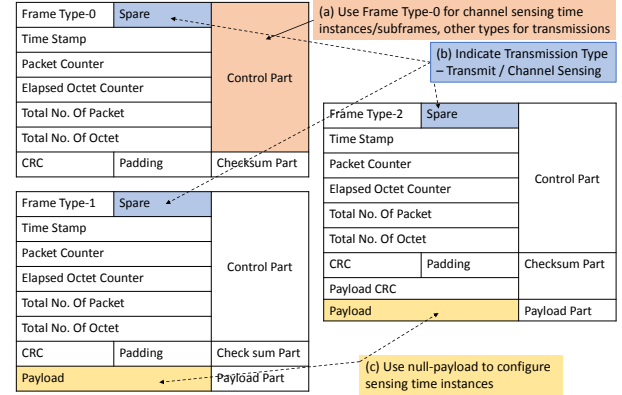 Frame Type-0 Spare
Time Stamp
Packet Counter
Elapsed Octet Counter
Total No. Of Packet
Total No. Of Octet
Control Part
CRC Padding Checksum Part
(a) Use Frame Type-0 for channel sensing time
instances/subframes, other types for transmissions
(b) Indicate Transmission Type
– Transmit / Channel Sensing
Frame Type-1 Spare
Time Stamp
Packet Counter
Elapsed Octet Counter
Total No. Of Packet
Total No. Of Octet
Control Part
CRC Padding Check sum Part
Payload Payload Part
Frame Type-2 Spare
Time Stamp
Packet Counter
Elapsed Octet Counter
Total No. Of Packet
Total No. Of Octet
Control Part
CRC Padding Checksum Part
Payload CRC
Payload Payload Part
(c) Use null-payload to configure
sensing time instances